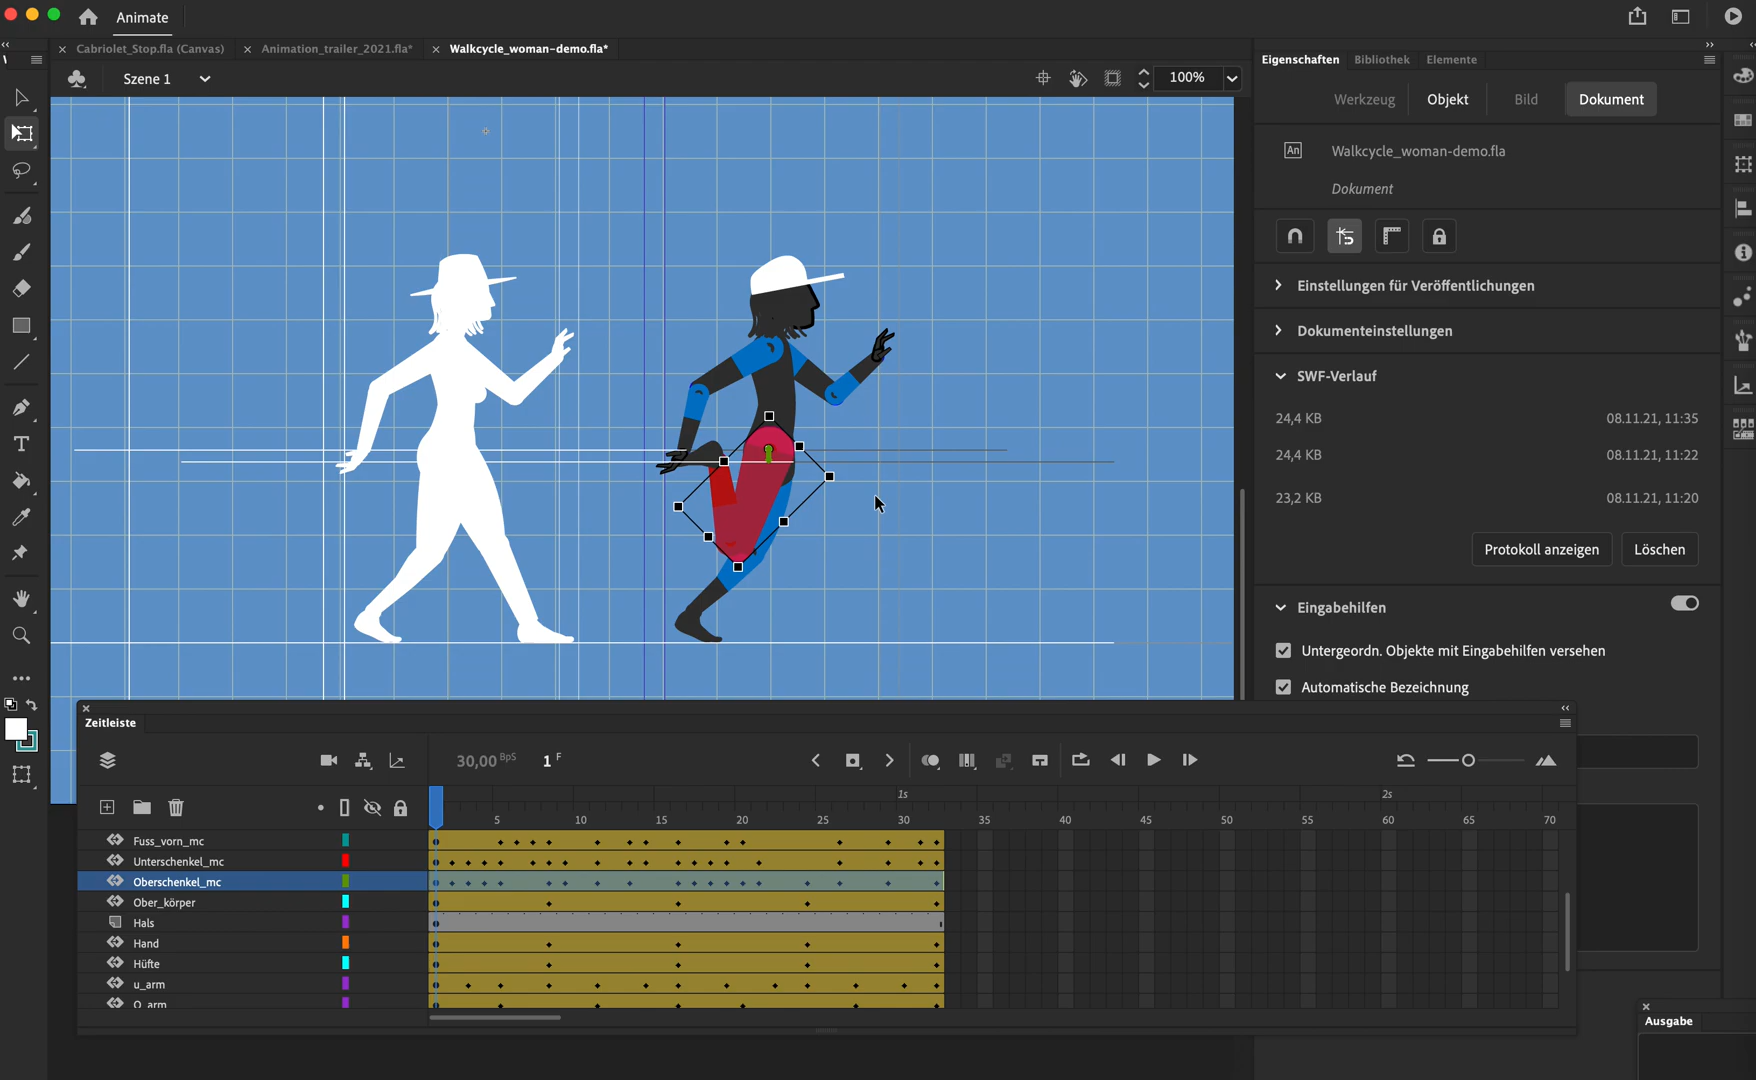 Animate
Cabriolet_Stop.fla (Canvas)
Animation_trailer_2021.fla*
Walkcycle_woman-demo.fla*
Szene 1
100%
Eigenschaften
Bibliothek
Elemente
Werkzeug
Objekt
Bild
Dokument
An
Walkcycle_woman-demo.fla
Dokument
Einstellungen für Veröffentlichungen
Dokumenteinstellungen
SWF-Verlauf
24,4 KB 08.11.21, 11:35
24,4 KB 08.11.21, 11:22
23,2 KB 08.11.21, 11:20
Protokoll anzeigen
Löschen
Eingabehilfen
Untergeordn. Objekte mit Eingabehilfen versehen
Automatische Bezeichnung
Zeitleiste
30,00 BpS 1 F
1s 2s
5 10 15 20 25 30 35 40 45 50 55 60 65 70
Fuss_vorn_mc
Unterschenkel_mc
Oberschenkel_mc
Ober_körper
Hals
Hand
Hüfte
u_arm
O_arm
Ausgabe